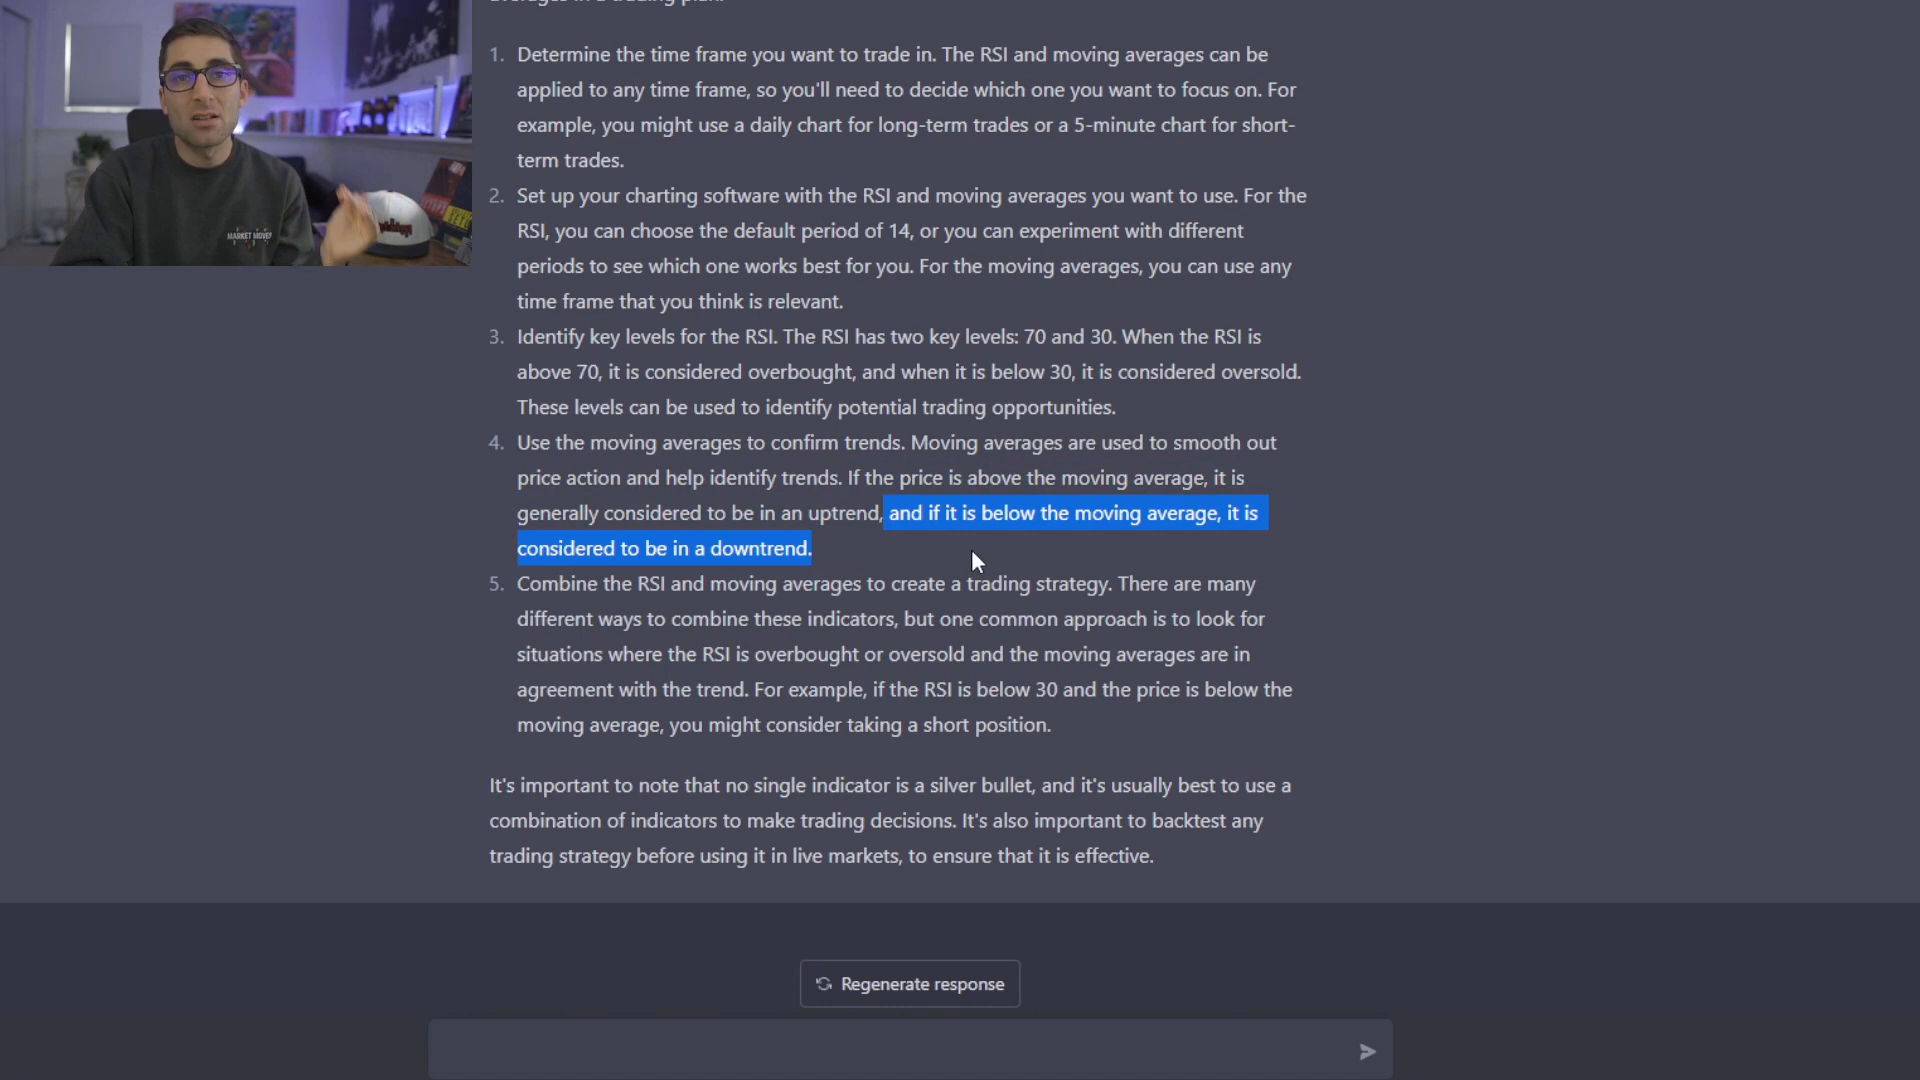 averages in a trading plan.
MARKET MOVES
1. Determine the time frame you want to trade in. The RSI and moving averages can be
applied to any time frame, so you'll need to decide which one you want to focus on. For
example, you might use a daily chart for long-term trades or a 5-minute chart for short-
term trades.
2. Set up your charting software with the RSI and moving averages you want to use. For the
RSI, you can choose the default period of 14, or you can experiment with different
periods to see which one works best for you. For the moving averages, you can use any
time frame that you think is relevant.
3. Identify key levels for the RSI. The RSI has two key levels: 70 and 30. When the RSI is
above 70, it is considered overbought, and when it is below 30, it is considered oversold.
These levels can be used to identify potential trading opportunities.
4. Use the moving averages to confirm trends. Moving averages are used to smooth out
price action and help identify trends. If the price is above the moving average, it is
generally considered to be in an uptrend, and if it is below the moving average, it is
considered to be in a downtrend.
5. Combine the RSI and moving averages to create a trading strategy. There are many
different ways to combine these indicators, but one common approach is to look for
situations where the RSI is overbought or oversold and the moving averages are in
agreement with the trend. For example, if the RSI is below 30 and the price is below the
moving average, you might consider taking a short position.
It's important to note that no single indicator is a silver bullet, and it's usually best to use a
combination of indicators to make trading decisions. It's also important to backtest any
trading strategy before using it in live markets, to ensure that it is effective.
Regenerate response